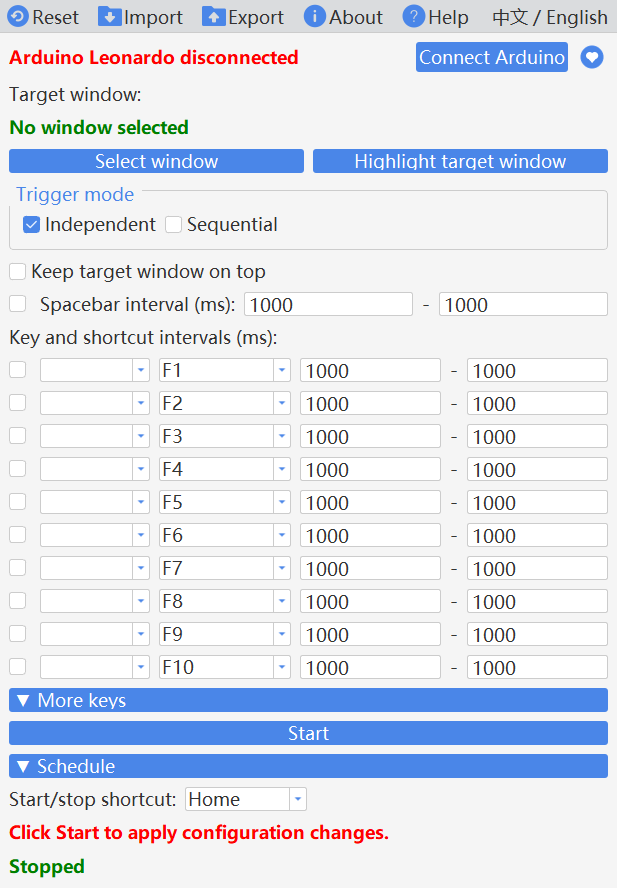 Reset Import Export About Help 中文 / English
Arduino Leonardo disconnected Connect Arduino
Target window:
No window selected
Select window Highlight target window
Trigger mode
Independent Sequential
Keep target window on top
Spacebar interval (ms): 1000 - 1000
Key and shortcut intervals (ms):
F1 1000 - 1000
F2 1000 - 1000
F3 1000 - 1000
F4 1000 - 1000
F5 1000 - 1000
F6 1000 - 1000
F7 1000 - 1000
F8 1000 - 1000
F9 1000 - 1000
F10 1000 - 1000
▼ More keys
Start
▼ Schedule
Start/stop shortcut: Home
Click Start to apply configuration changes.
Stopped